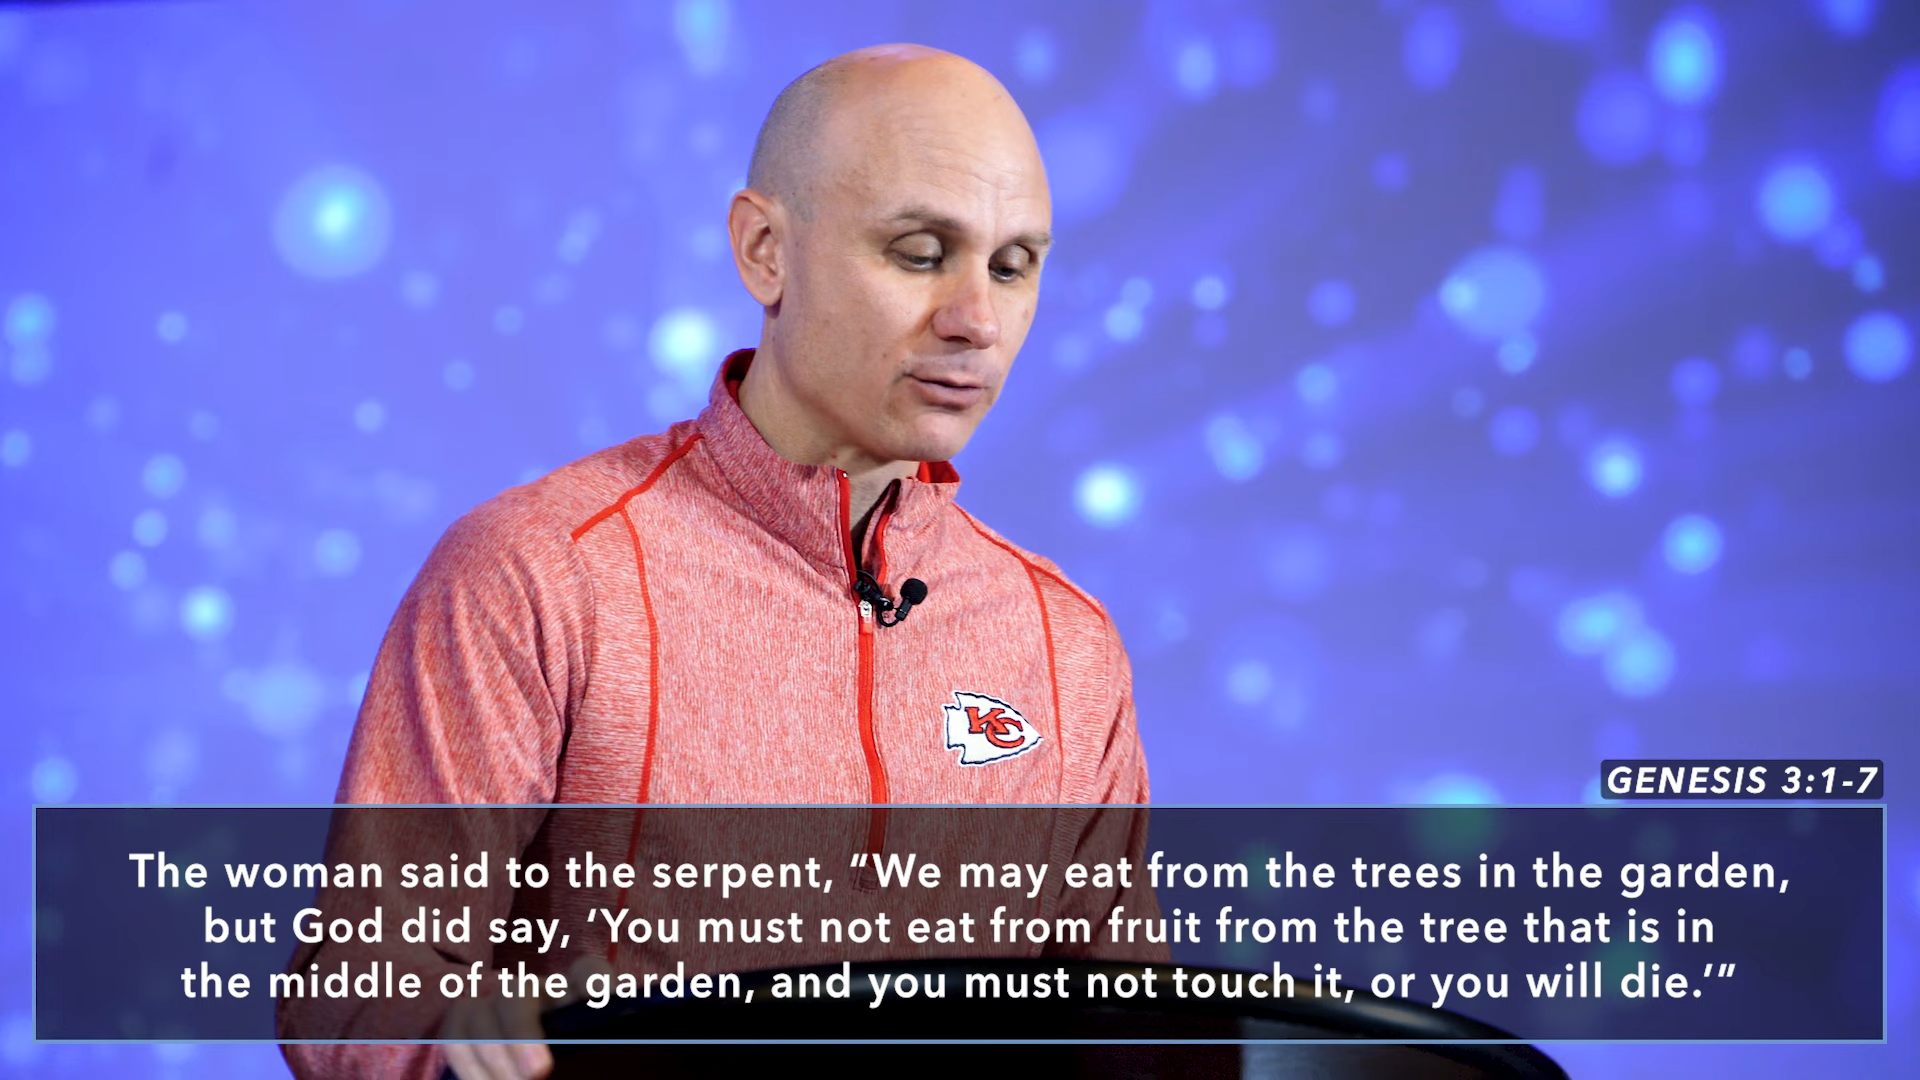 KC
GENESIS 3:1-7
The woman said to the serpent, “We may eat from the trees in the garden,
but God did say, ‘You must not eat from fruit from the tree that is in
the middle of the garden, and you must not touch it, or you will die.’”